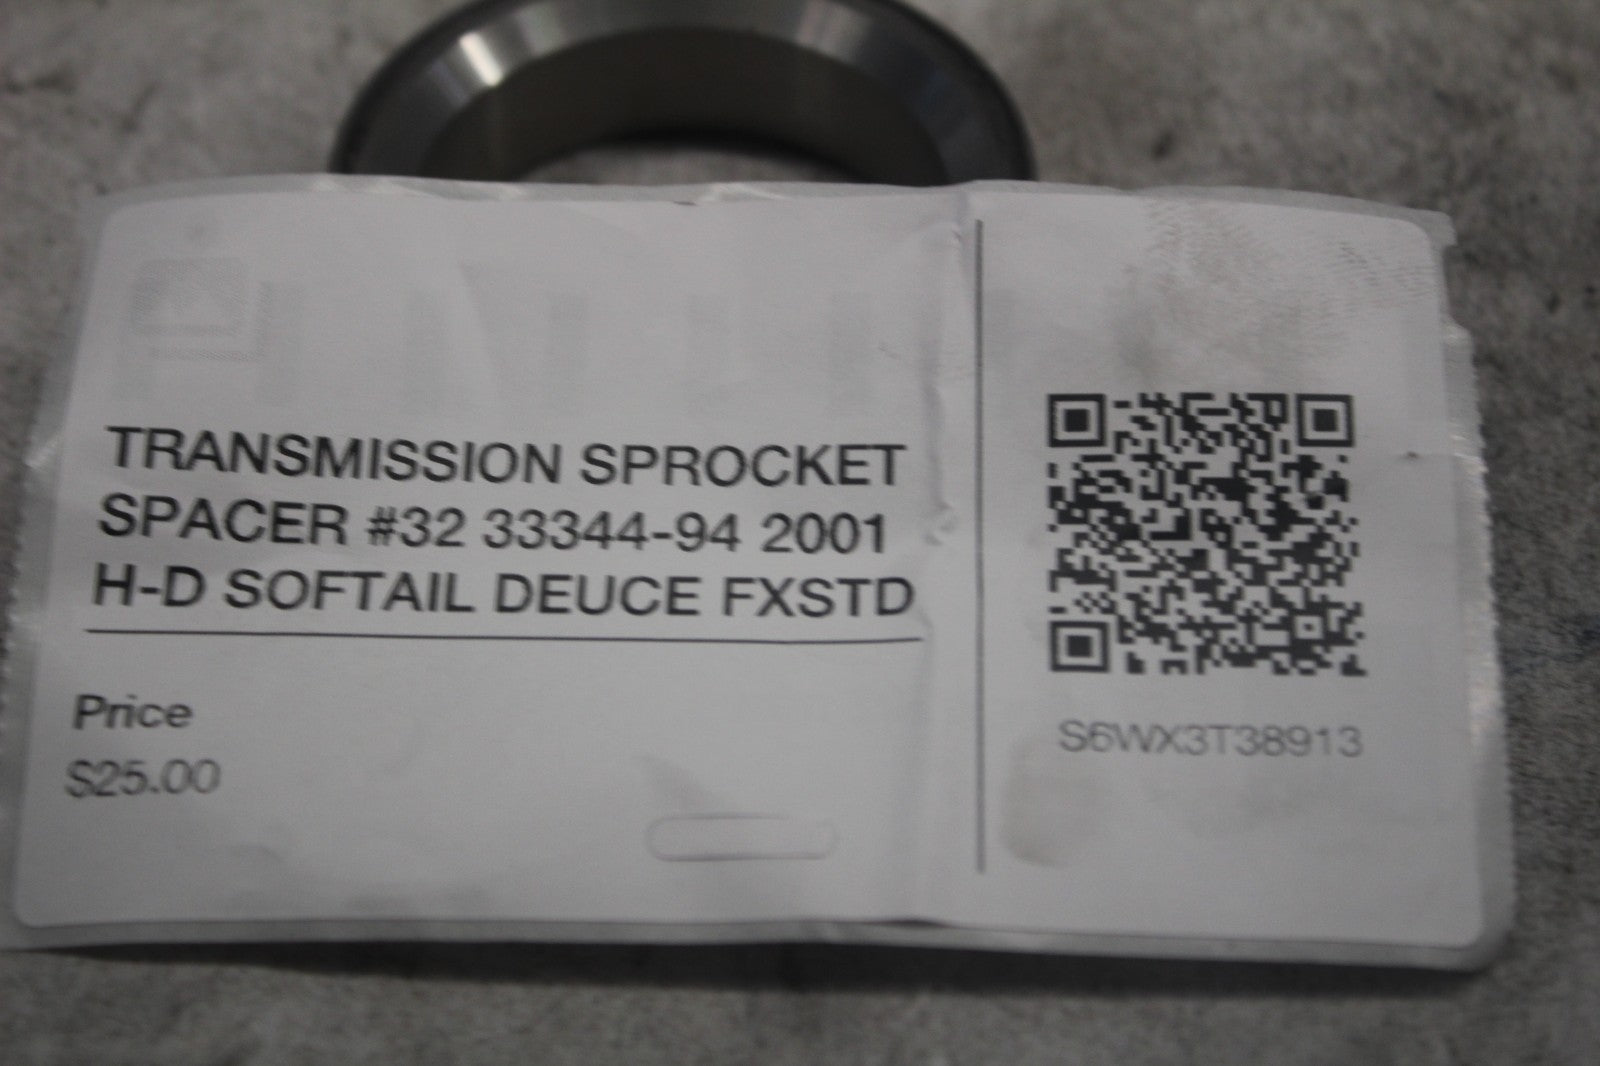 TRANSMISSION SPROCKET
SPACER #32 33344-94 2001
H-D SOFTAIL DEUCE FXSTD
Price
$25.00
S6WX3T38913